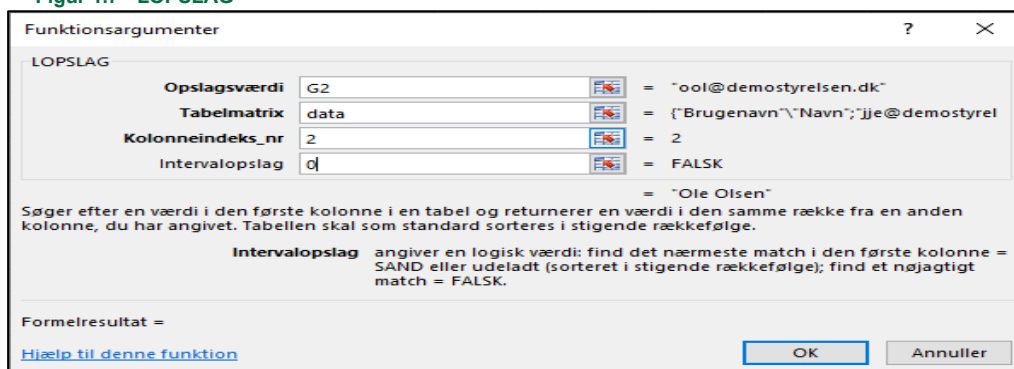 Funktionsargumenter ? ×
LOPSLAG
Opslagsværdi G2 = "ool@demostyrelsen.dk"
Tabelmatrix data = {"Brugenavn"\"Navn";"jje@demostyrel
Kolonneindeks_nr 2 = 2
Intervalopslag 0 = FALSK
= "Ole Olsen"
Søger efter en værdi i den første kolonne i en tabel og returnerer en værdi i den samme række fra en anden
kolonne, du har angivet. Tabellen skal som standard sorteres i stigende rækkefølge.
Intervalopslag angiver en logisk værdi: find det nærmeste match i den første kolonne =
SAND eller udeladt (sorteret i stigende rækkefølge); find et nøjagtigt
match = FALSK.
Formelresultat =
Hjælp til denne funktion OK Annuller